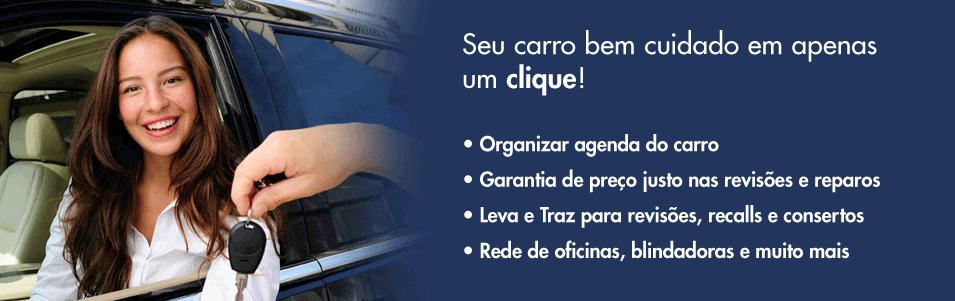 Seu carro bem cuidado em apenas
um clique!
• Organizar agenda do carro
• Garantia de preço justo nas revisões e reparos
• Leva e Traz para revisões, recalls e consertos
• Rede de oficinas, blindadoras e muito mais